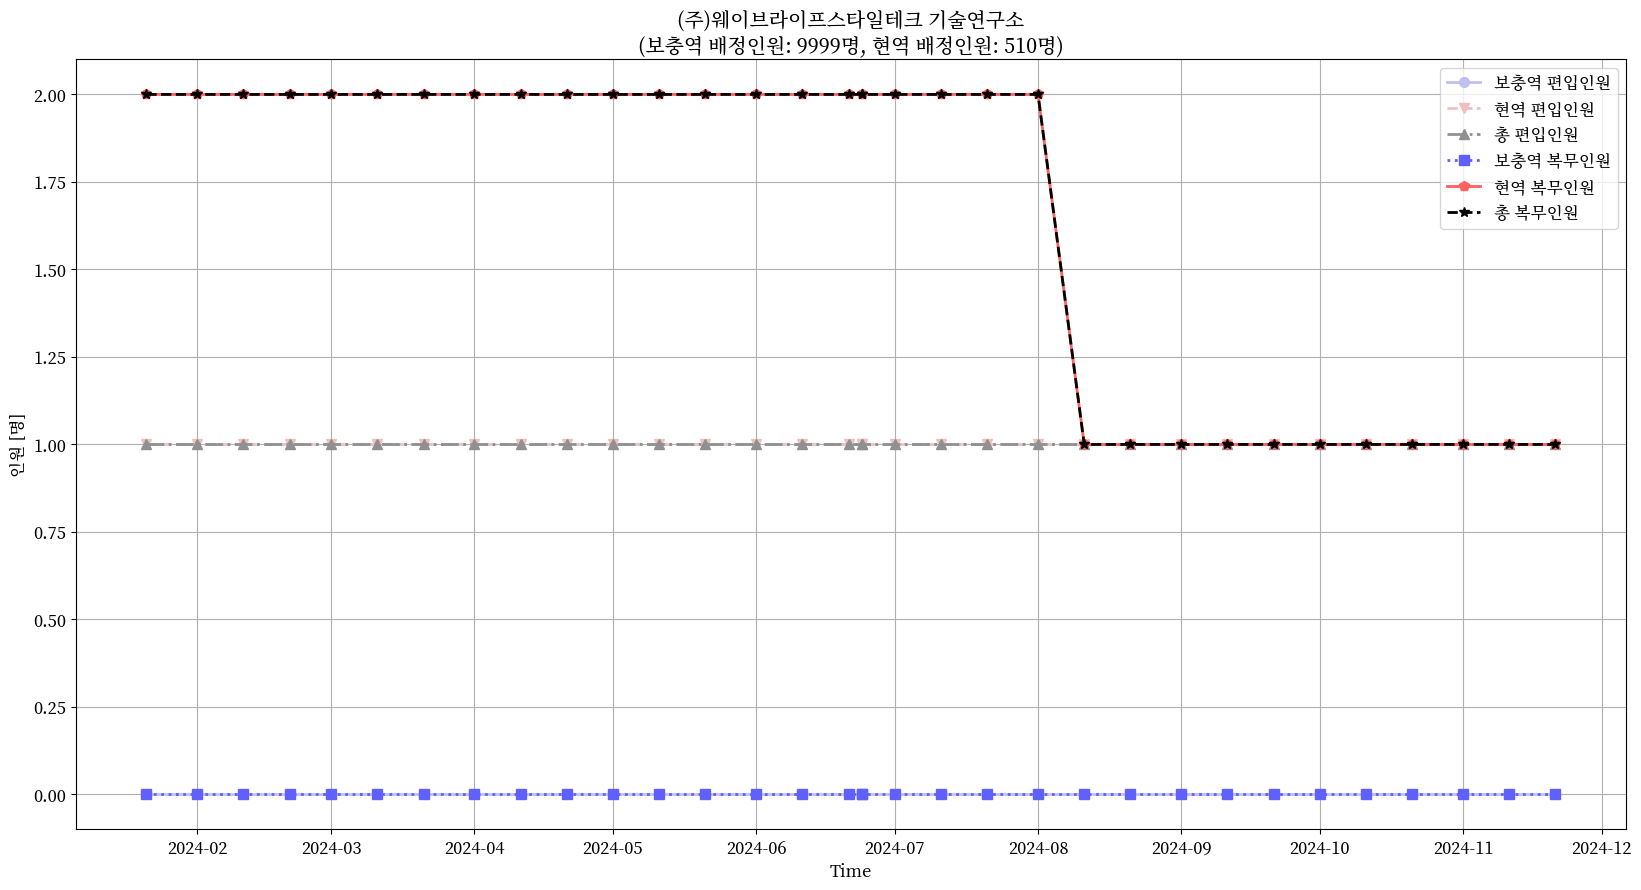 (주)웨이브라이프스타일테크 기술연구소
(보충역 배정인원: 9999명, 현역 배정인원: 510명)
보충역 편입인원
현역 편입인원
총 편입인원
보충역 복무인원
현역 복무인원
총 복무인원
인원 [명]
2.00
1.75
1.50
1.25
1.00
0.75
0.50
0.25
0.00
2024-02
2024-03
2024-04
2024-05
2024-06
2024-07
2024-08
2024-09
2024-10
2024-11
2024-12
Time